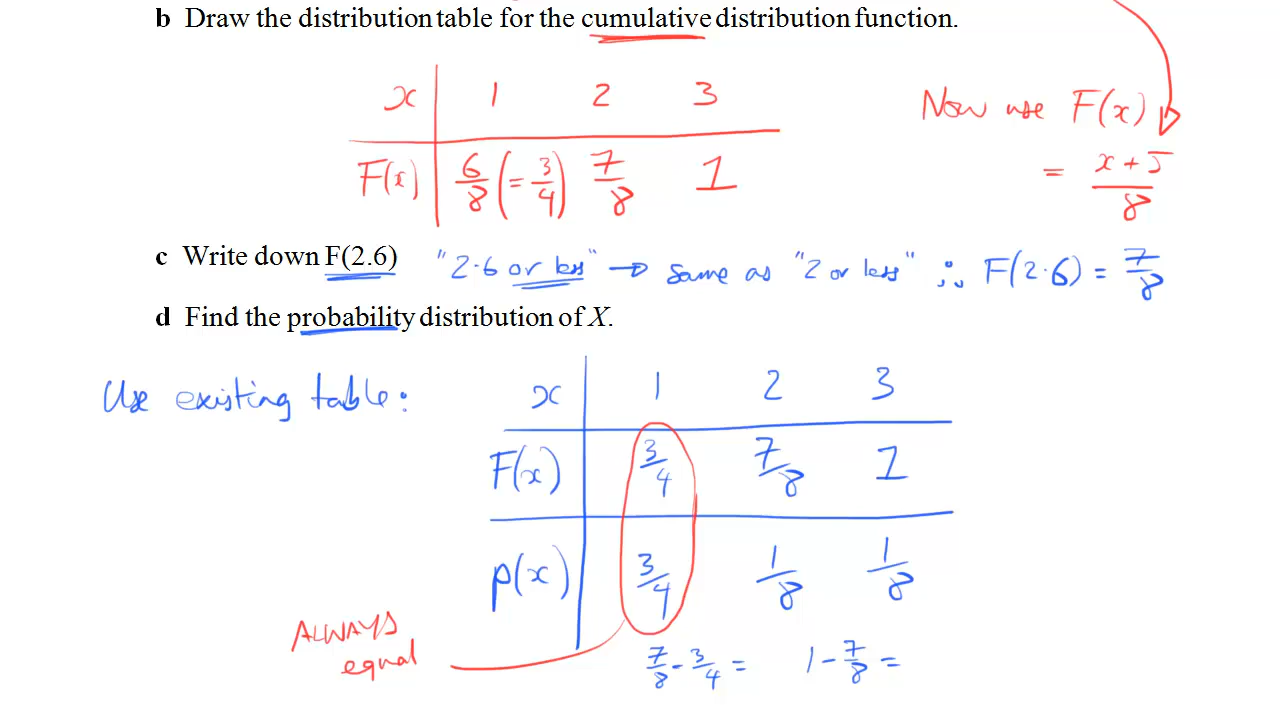 b Draw the distribution table for the cumulative distribution function.
x 1 2 3
F(x) 6/8 (= 3/4) 7/8 1
Now use F(x)
= x + 5 / 8
c Write down F(2.6) "2.6 or less" → same as "2 or less" ∴ F(2.6) = 7/8
d Find the probability distribution of X.
Use existing table:
x 1 2 3
F(x) 3/4 7/8 1
p(x) 3/4 1/8 1/8
ALWAYS
equal
7/8 - 3/4 = 1 - 7/8 =